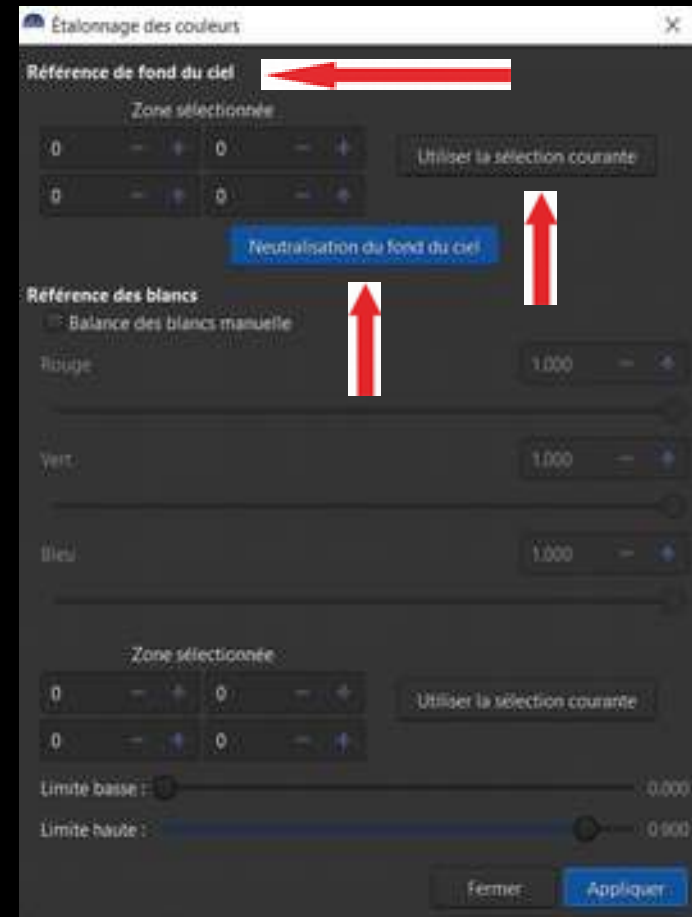 Étalonnage des couleurs
Référence de fond du ciel
Zone sélectionnée
0 − + 0 − + Utiliser la sélection courante
0 − + 0 − +
Neutralisation du fond du ciel
Référence des blancs
Balance des blancs manuelle
Rouge 1.000 − +
Vert 1.000 − +
Bleu 1.000 − +
Zone sélectionnée
0 − + 0 − + Utiliser la sélection courante
0 − + 0 − +
Limite basse : 0.000
Limite haute : 0.900
Fermer Appliquer